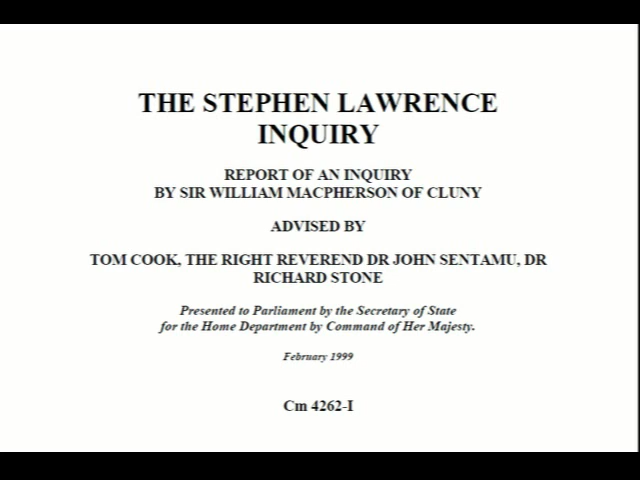 THE STEPHEN LAWRENCE
INQUIRY
REPORT OF AN INQUIRY
BY SIR WILLIAM MACPHERSON OF CLUNY
ADVISED BY
TOM COOK, THE RIGHT REVEREND DR JOHN SENTAMU, DR
RICHARD STONE
Presented to Parliament by the Secretary of State
for the Home Department by Command of Her Majesty.
February 1999
Cm 4262-I